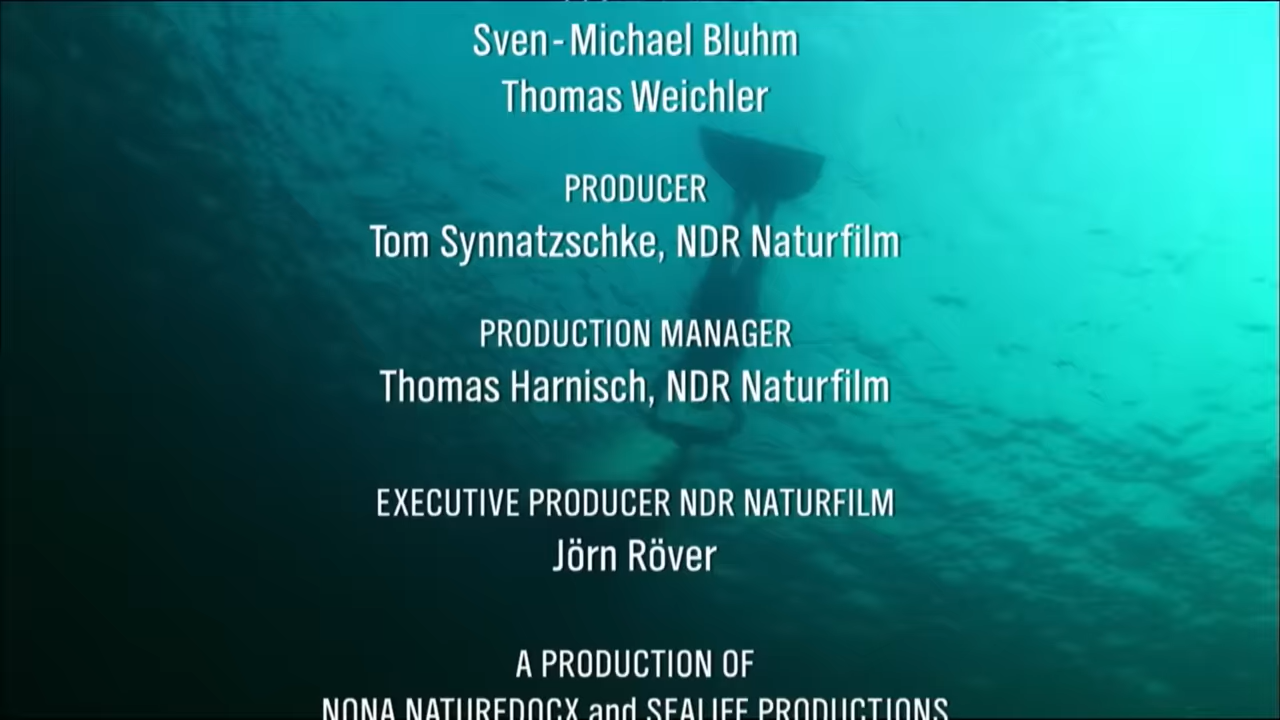 Sven-Michael Bluhm
Thomas Weichler
PRODUCER
Tom Synnatzschke, NDR Naturfilm
PRODUCTION MANAGER
Thomas Harnisch, NDR Naturfilm
EXECUTIVE PRODUCER NDR NATURFILM
Jörn Röver
A PRODUCTION OF
NONA NATUREDOCX and SEALIFE PRODUCTIONS